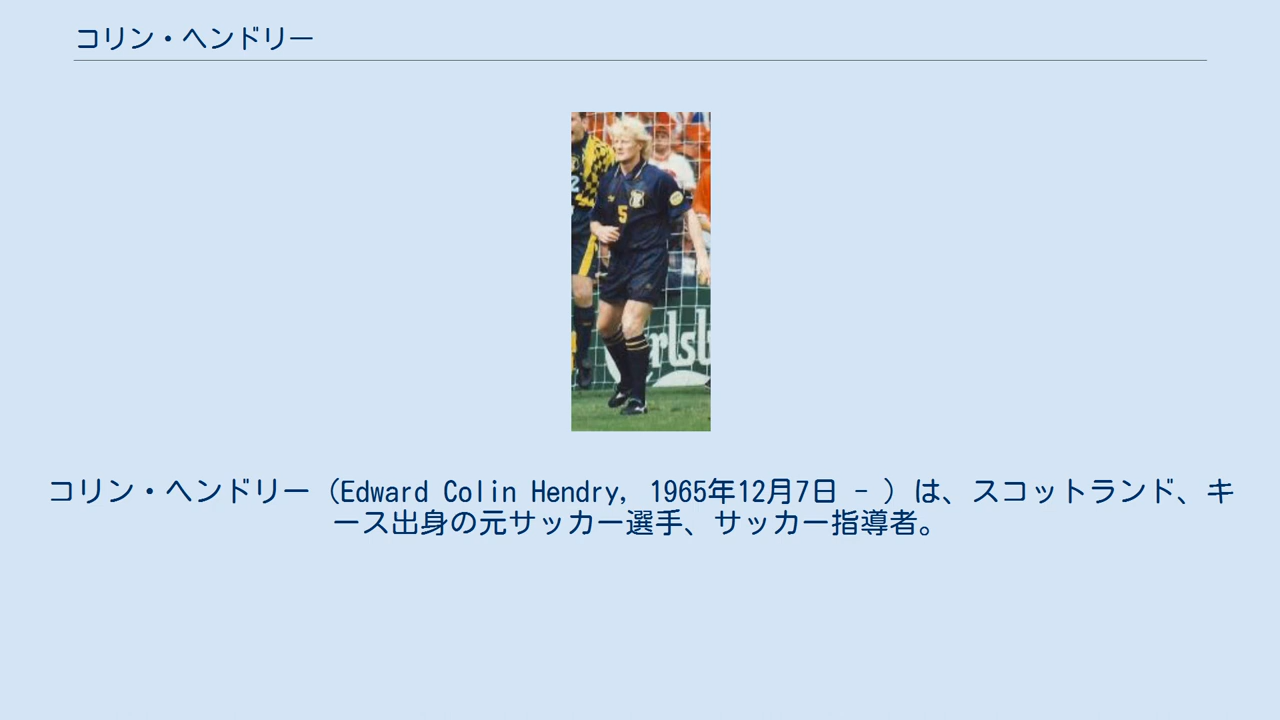 コリン・ヘンドリー
5
arlsb
コリン・ヘンドリー（Edward Colin Hendry, 1965年12月7日 - ）は、スコットランド、キ
ース出身の元サッカー選手、サッカー指導者。